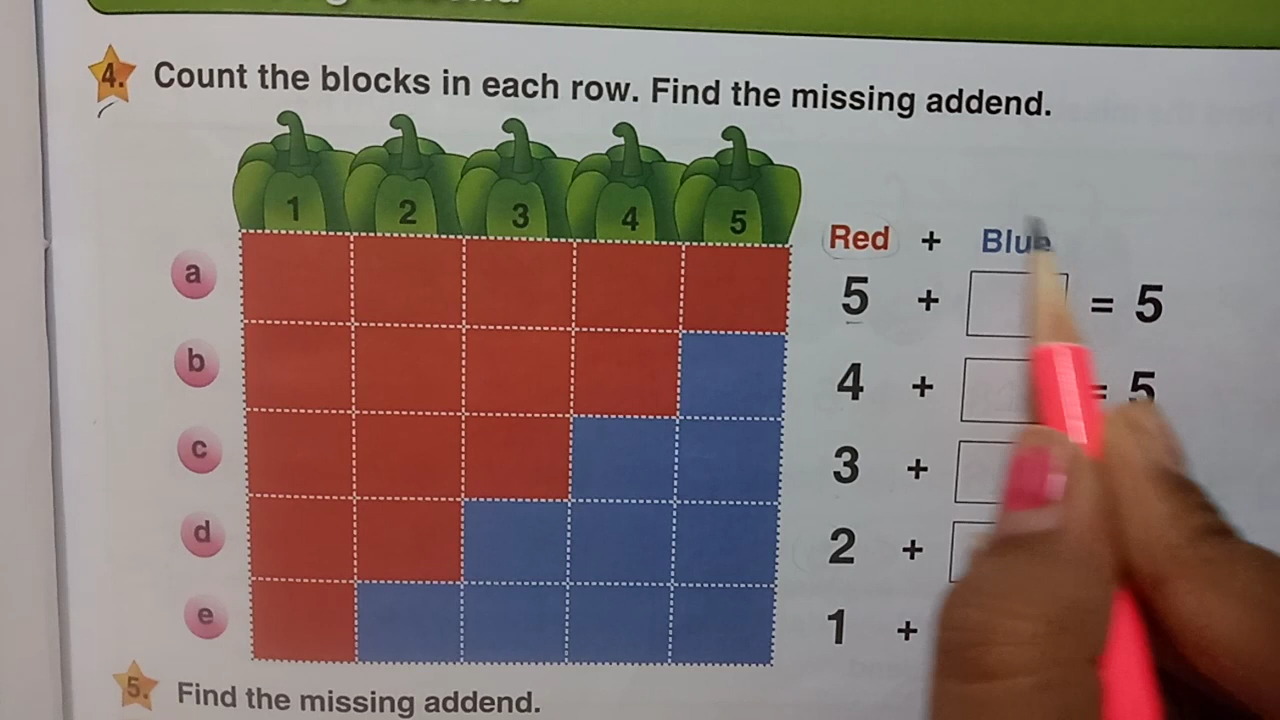 4. Count the blocks in each row. Find the missing addend.
1 2 3 4 5
Red + Blue
a 5 + = 5
b 4 + = 5
c 3 +
d 2 +
e 1 +
5. Find the missing addend.